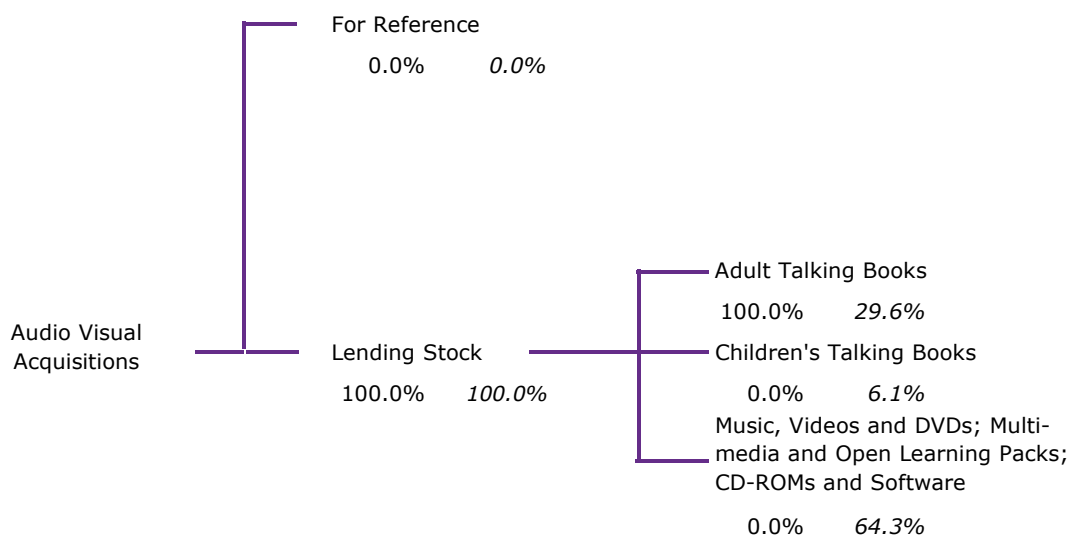 For Reference
0.0% 0.0%
Audio Visual
Acquisitions
Lending Stock
100.0% 100.0%
Adult Talking Books
100.0% 29.6%
Children's Talking Books
0.0% 6.1%
Music, Videos and DVDs; Multi-
media and Open Learning Packs;
CD-ROMs and Software
0.0% 64.3%